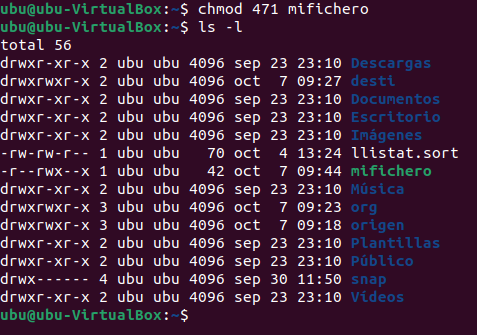 ubu@ubu-VirtualBox:~$ chmod 471 mifichero
ubu@ubu-VirtualBox:~$ ls -l
total 56
drwxr-xr-x 2 ubu ubu 4096 sep 23 23:10 Descargas
drwxrwxr-x 2 ubu ubu 4096 oct  7 09:27 desti
drwxr-xr-x 2 ubu ubu 4096 sep 23 23:10 Documentos
drwxr-xr-x 2 ubu ubu 4096 sep 23 23:10 Escritorio
drwxr-xr-x 2 ubu ubu 4096 sep 23 23:10 Imágenes
-rw-rw-r-- 1 ubu ubu   70 oct  4 13:24 llistat.sort
-r--rwx--x 1 ubu ubu   42 oct  7 09:44 mifichero
drwxr-xr-x 2 ubu ubu 4096 sep 23 23:10 Música
drwxrwxr-x 3 ubu ubu 4096 oct  7 09:23 org
drwxrwxr-x 3 ubu ubu 4096 oct  7 09:18 origen
drwxr-xr-x 2 ubu ubu 4096 sep 23 23:10 Plantillas
drwxr-xr-x 2 ubu ubu 4096 sep 23 23:10 Público
drwx------ 4 ubu ubu 4096 sep 30 11:50 snap
drwxr-xr-x 2 ubu ubu 4096 sep 23 23:10 Vídeos
ubu@ubu-VirtualBox:~$